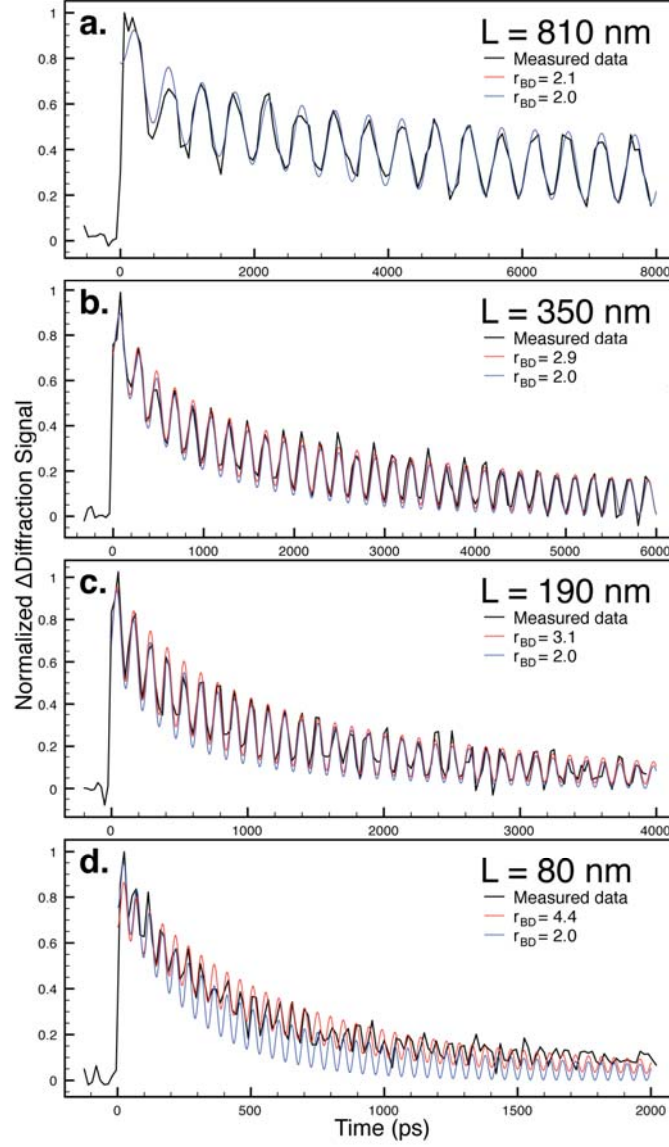 a.
L = 810 nm
Measured data
r_BD = 2.1
r_BD = 2.0
1
0.8
0.6
0.4
0.2
0
0 2000 4000 6000 8000
b.
L = 350 nm
Measured data
r_BD = 2.9
r_BD = 2.0
1
0.8
0.6
0.4
0.2
0
0 1000 2000 3000 4000 5000 6000
Normalized ΔDiffraction Signal
c.
L = 190 nm
Measured data
r_BD = 3.1
r_BD = 2.0
1
0.8
0.6
0.4
0.2
0
0 1000 2000 3000 4000
d.
L = 80 nm
Measured data
r_BD = 4.4
r_BD = 2.0
1
0.8
0.6
0.4
0.2
0
0 500 1000 1500 2000
Time (ps)